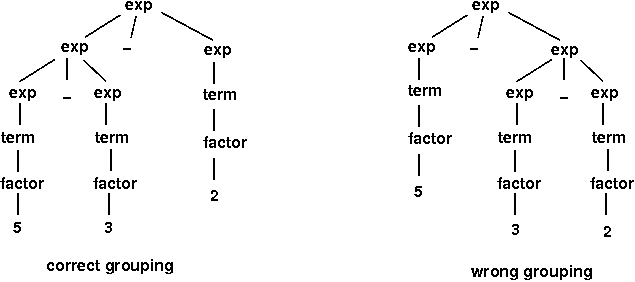 exp exp
exp – exp exp – exp
exp – exp term term exp – exp
term term factor factor term term
factor factor 2 5 factor factor
5 3 3 2
correct grouping wrong grouping